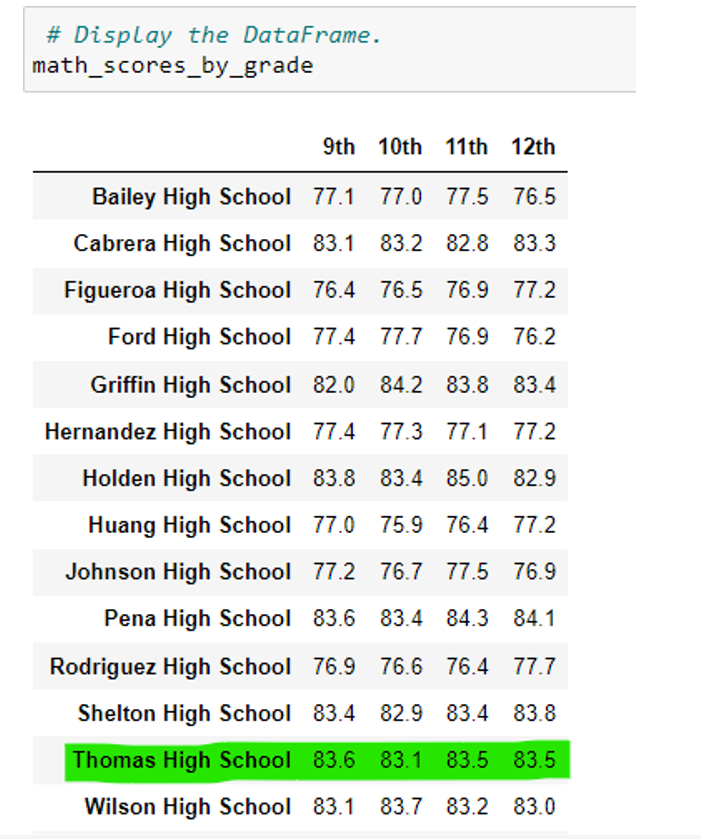 # Display the DataFrame.
math_scores_by_grade
9th 10th 11th 12th
Bailey High School 77.1 77.0 77.5 76.5
Cabrera High School 83.1 83.2 82.8 83.3
Figueroa High School 76.4 76.5 76.9 77.2
Ford High School 77.4 77.7 76.9 76.2
Griffin High School 82.0 84.2 83.8 83.4
Hernandez High School 77.4 77.3 77.1 77.2
Holden High School 83.8 83.4 85.0 82.9
Huang High School 77.0 75.9 76.4 77.2
Johnson High School 77.2 76.7 77.5 76.9
Pena High School 83.6 83.4 84.3 84.1
Rodriguez High School 76.9 76.6 76.4 77.7
Shelton High School 83.4 82.9 83.4 83.8
Thomas High School 83.6 83.1 83.5 83.5
Wilson High School 83.1 83.7 83.2 83.0